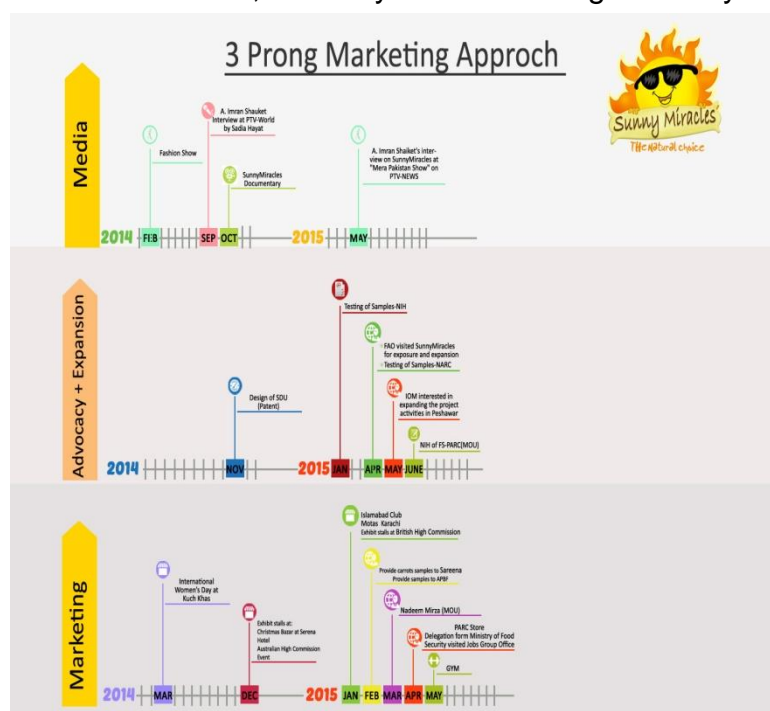 3 Prong Marketing Approch
Sunny Miracles
The Natural choice
Media
A. Imran Shauket
Interview at PTV-World
by Sadia Hayat
Fashion Show
SunnyMiracles
Documentary
A. Imran Shaiket's inter-
view on SunnyMiracles at
"Mera Pakistan Show" on
PTV-NEWS
2014 FEB SEP OCT 2015 MAY
Advocacy + Expansion
Testing of Samples-NIH
FAO visited SunnyMiracles
for exposure and expansion
Testing of Samples-NARC
Design of SDU
(Patent)
IOM interested in
expanding the project
activities in Peshawar
NIH of FS-PARC(MOU)
2014 NOV 2015 JAN APR MAY JUNE
Marketing
Islamabad Club
Motas Karachi
Exhibit stalls at British High Commission
International
Women's Day at
Kuch Khas
Provide carrots samples to Sareena
Provide samples to APBF
Exhibit stalls at:
Christmas Bazar at Serena
Hotel
Australian High Commission
Event
Nadeem Mirza (MOU)
PARC Store
Delegation form Ministry of Food
Security visited Jobs Group Office
GYM
2014 MAR DEC 2015 JAN FEB MAR APR MAY